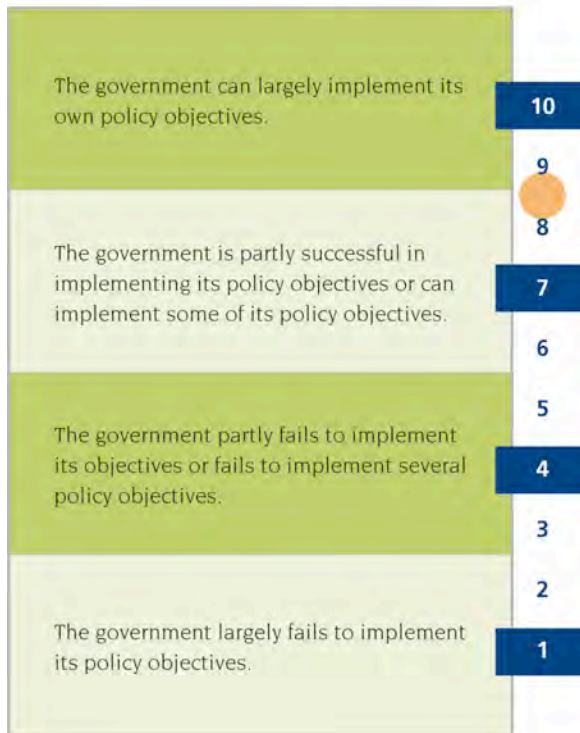 The government can largely implement its
own policy objectives.
10
9
8
The government is partly successful in
implementing its policy objectives or can
implement some of its policy objectives.
7
6
5
The government partly fails to implement
its objectives or fails to implement several
policy objectives.
4
3
2
The government largely fails to implement
its policy objectives.
1